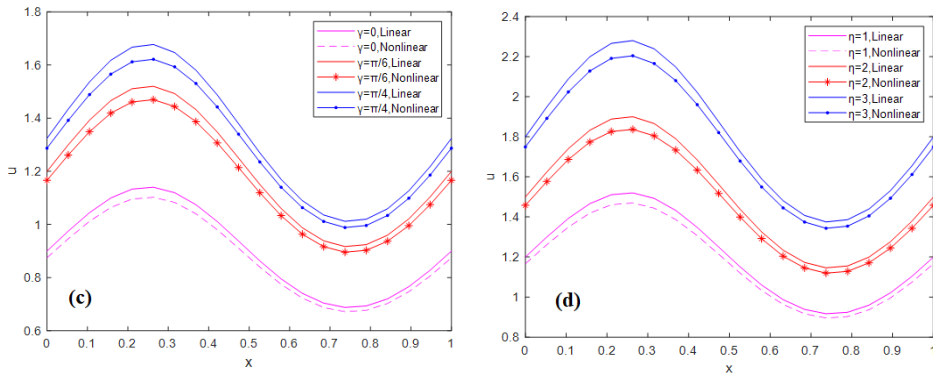 1.8
1.6
1.4
1.2
1
0.8
0.6
u
γ=0,Linear
γ=0,Nonlinear
γ=π/6,Linear
γ=π/6,Nonlinear
γ=π/4,Linear
γ=π/4,Nonlinear
(c)
0 0.1 0.2 0.3 0.4 0.5 0.6 0.7 0.8 0.9 1
x
2.4
2.2
2
1.8
1.6
1.4
1.2
1
0.8
u
η=1,Linear
η=1,Nonlinear
η=2,Linear
η=2,Nonlinear
η=3,Linear
η=3,Nonlinear
(d)
0 0.1 0.2 0.3 0.4 0.5 0.6 0.7 0.8 0.9 1
x